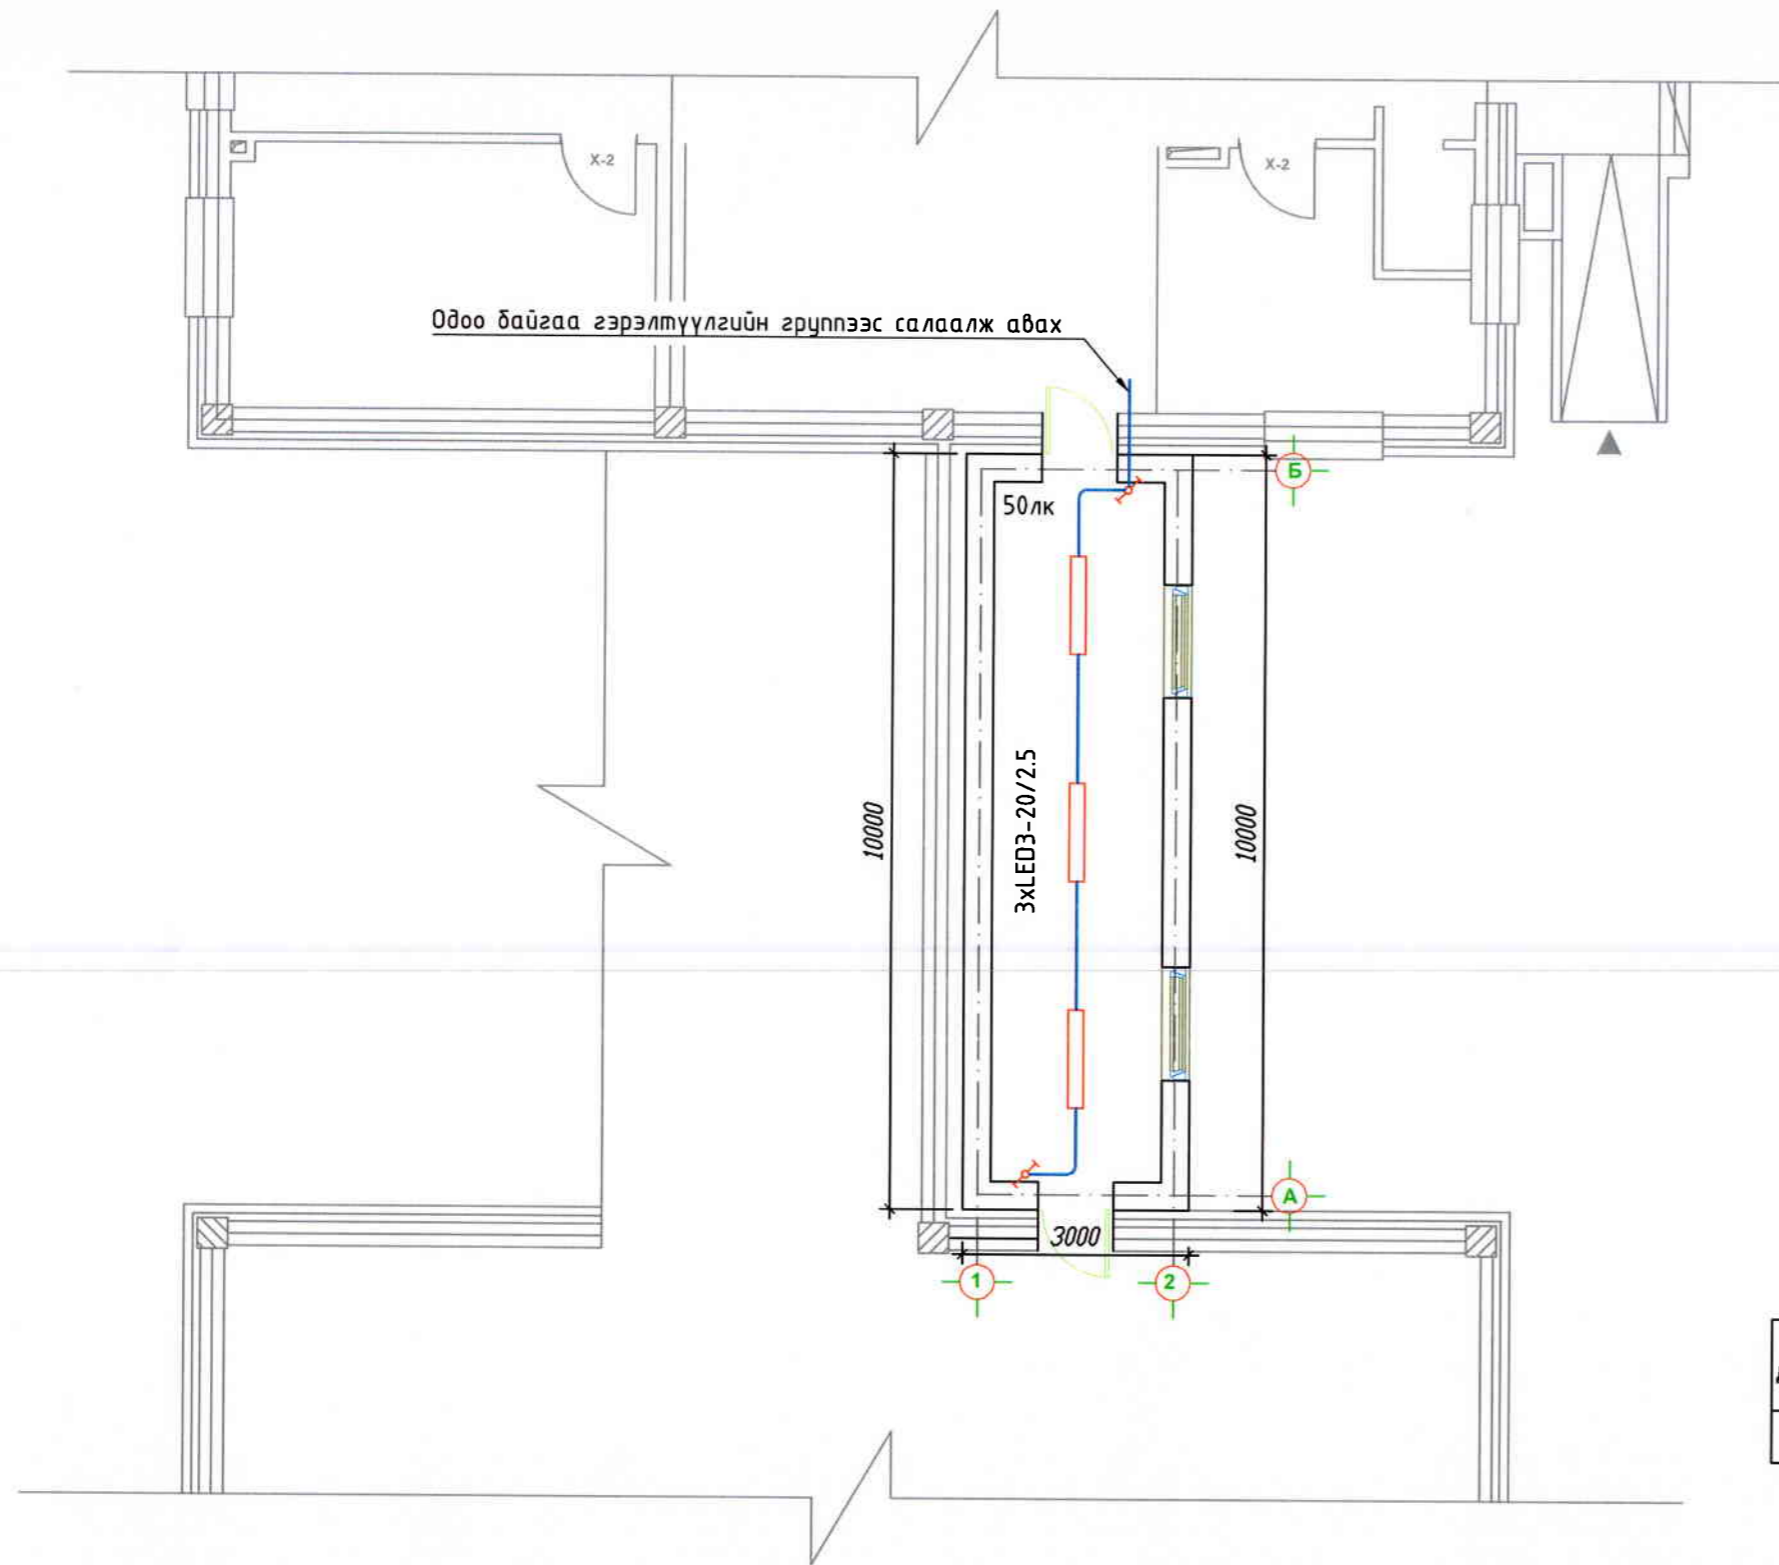 X-2
X-2
Одоо байгаа гэрэлтүүлгийн группээс салаалж авах
Б
50лк
3xLED3-20/2.5
10000
10000
А
3000
1
2